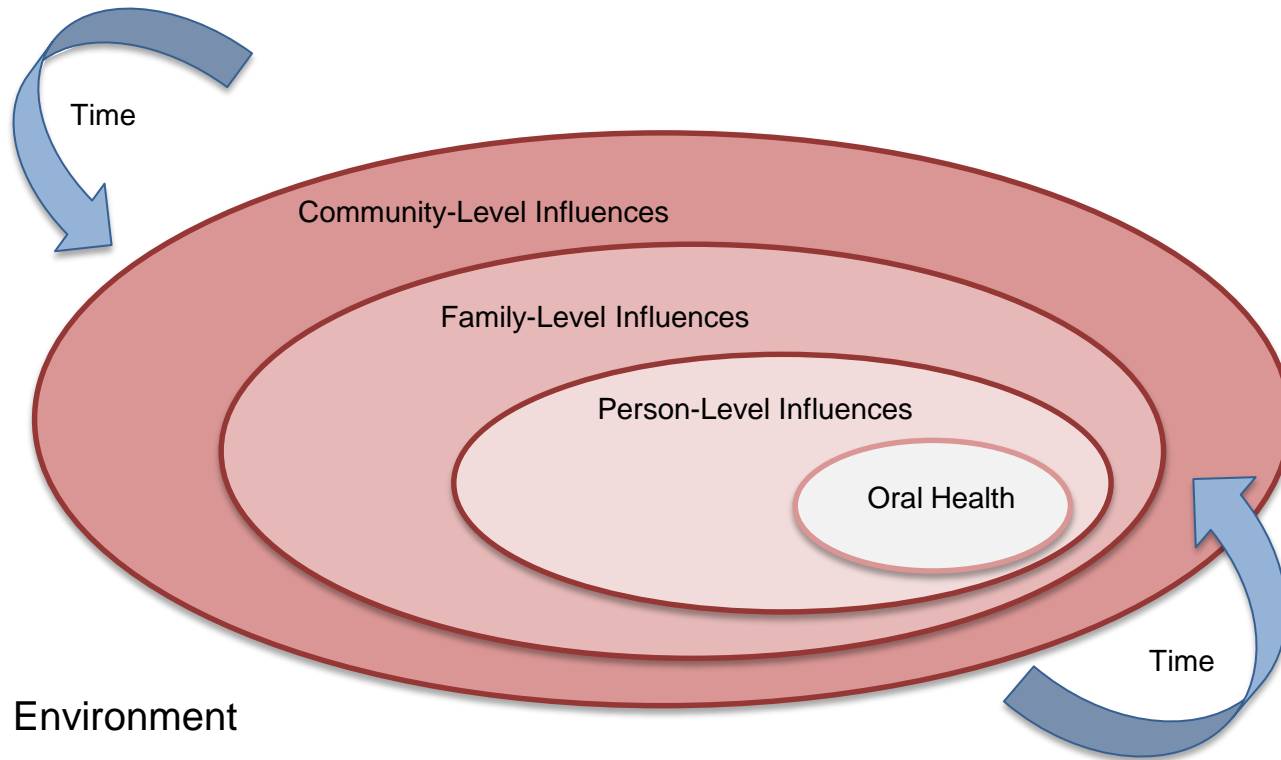 Time
Community-Level Influences
Family-Level Influences
Person-Level Influences
Oral Health
Time
Environment